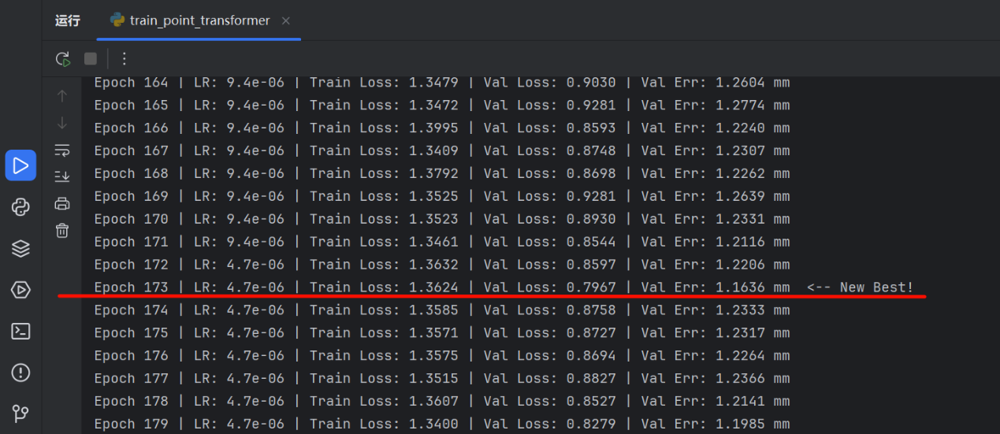 运行
train_point_transformer
Epoch 164 | LR: 9.4e-06 | Train Loss: 1.3479 | Val Loss: 0.9030 | Val Err: 1.2604 mm
Epoch 165 | LR: 9.4e-06 | Train Loss: 1.3472 | Val Loss: 0.9281 | Val Err: 1.2774 mm
Epoch 166 | LR: 9.4e-06 | Train Loss: 1.3995 | Val Loss: 0.8593 | Val Err: 1.2240 mm
Epoch 167 | LR: 9.4e-06 | Train Loss: 1.3409 | Val Loss: 0.8748 | Val Err: 1.2307 mm
Epoch 168 | LR: 9.4e-06 | Train Loss: 1.3792 | Val Loss: 0.8698 | Val Err: 1.2262 mm
Epoch 169 | LR: 9.4e-06 | Train Loss: 1.3525 | Val Loss: 0.9281 | Val Err: 1.2639 mm
Epoch 170 | LR: 9.4e-06 | Train Loss: 1.3523 | Val Loss: 0.8930 | Val Err: 1.2331 mm
Epoch 171 | LR: 9.4e-06 | Train Loss: 1.3461 | Val Loss: 0.8544 | Val Err: 1.2116 mm
Epoch 172 | LR: 4.7e-06 | Train Loss: 1.3632 | Val Loss: 0.8597 | Val Err: 1.2206 mm
Epoch 173 | LR: 4.7e-06 | Train Loss: 1.3624 | Val Loss: 0.7967 | Val Err: 1.1636 mm  <-- New Best!
Epoch 174 | LR: 4.7e-06 | Train Loss: 1.3585 | Val Loss: 0.8758 | Val Err: 1.2333 mm
Epoch 175 | LR: 4.7e-06 | Train Loss: 1.3571 | Val Loss: 0.8727 | Val Err: 1.2317 mm
Epoch 176 | LR: 4.7e-06 | Train Loss: 1.3575 | Val Loss: 0.8694 | Val Err: 1.2264 mm
Epoch 177 | LR: 4.7e-06 | Train Loss: 1.3515 | Val Loss: 0.8827 | Val Err: 1.2366 mm
Epoch 178 | LR: 4.7e-06 | Train Loss: 1.3607 | Val Loss: 0.8527 | Val Err: 1.2141 mm
Epoch 179 | LR: 4.7e-06 | Train Loss: 1.3400 | Val Loss: 0.8279 | Val Err: 1.1985 mm